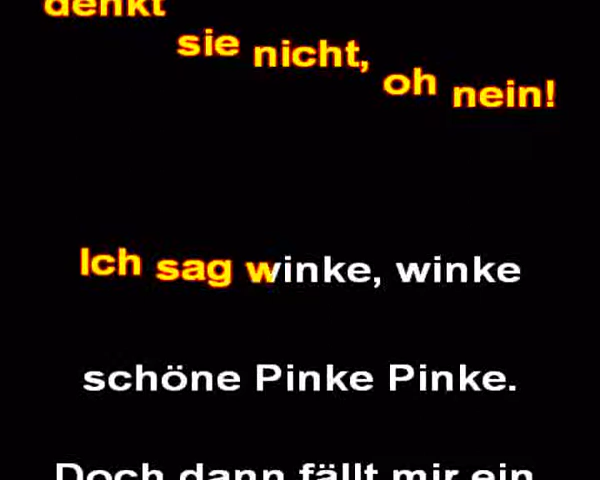 denkt
sie nicht,
oh nein!
Ich sag winke, winke
schöne Pinke Pinke.
Doch dann fällt mir ein